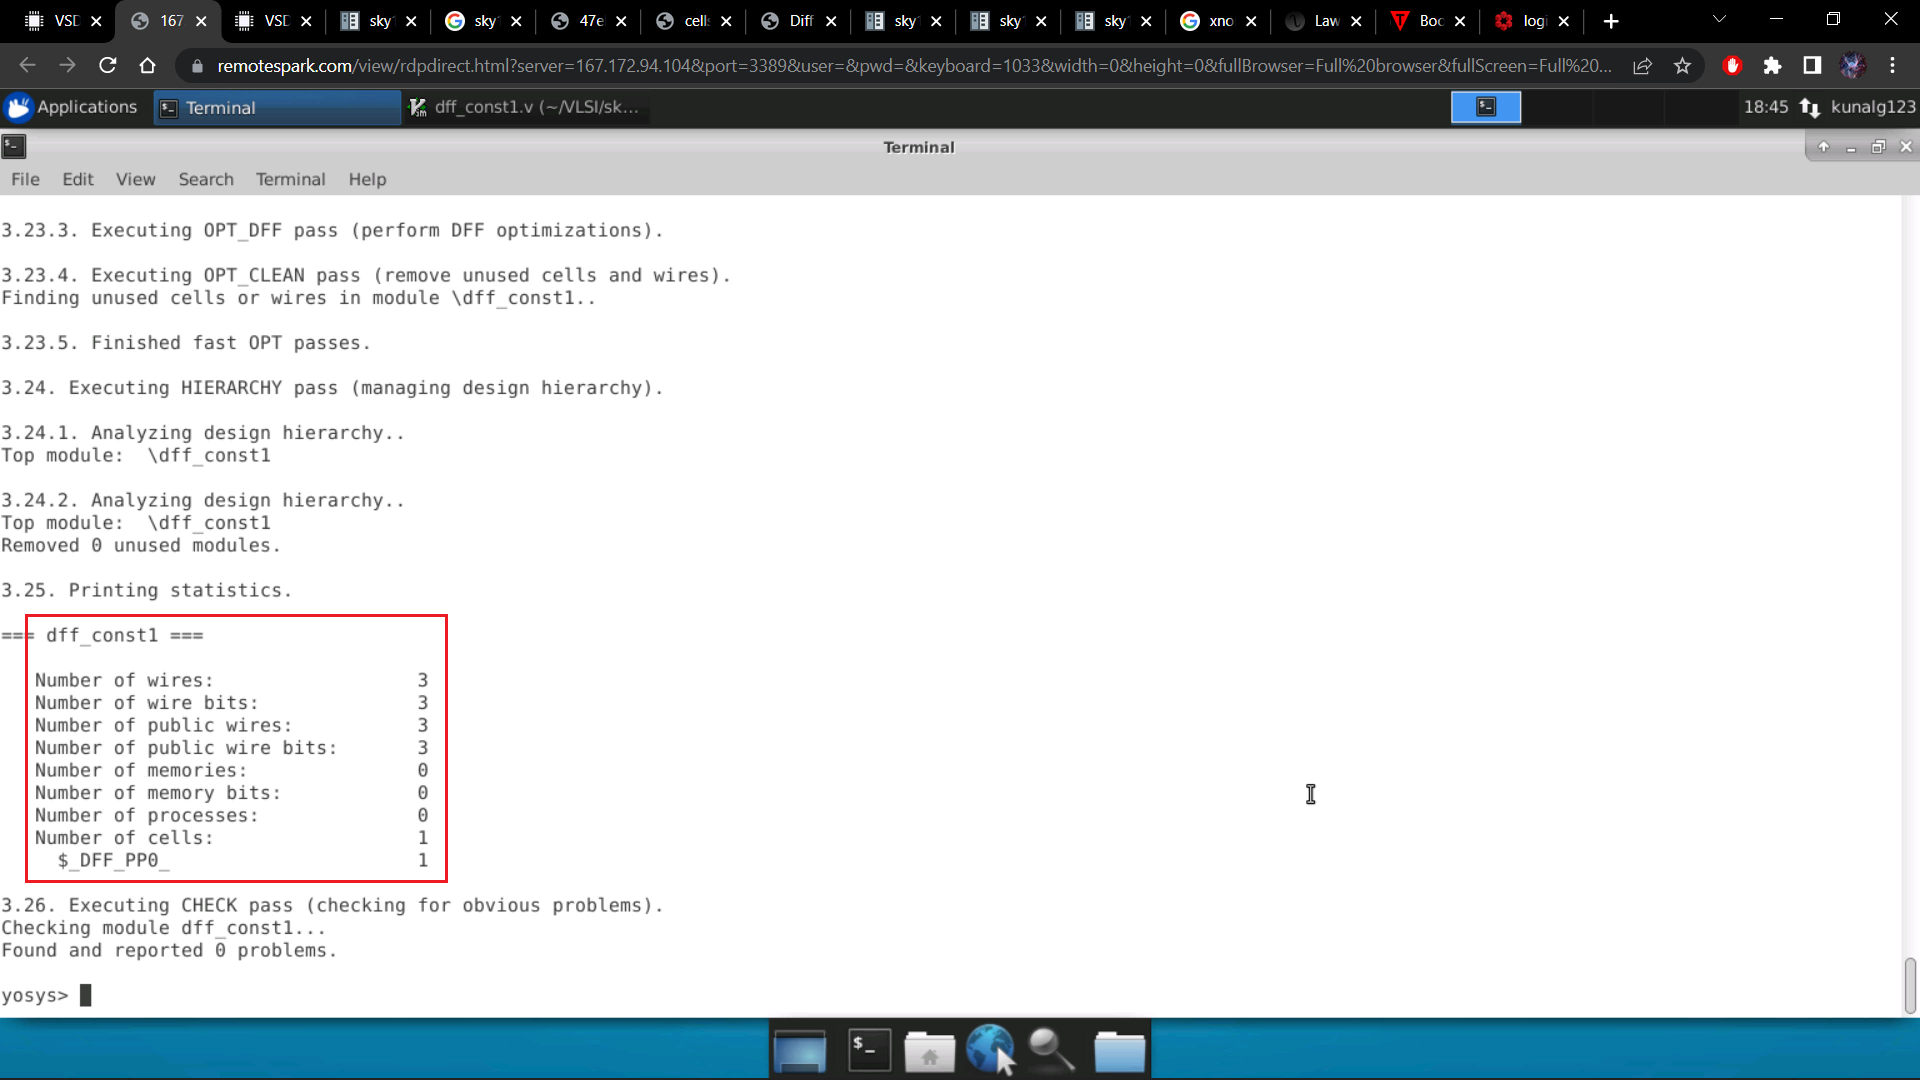 VSD
167
VSD
sky
sky
47e
cell
Diff
sky
sky
sky
xno
Law
Boo
logi
remotespark.com/view/rdpdirect.html?server=167.172.94.104&port=3389&user=&pwd=&keyboard=1033&width=0&height=0&fullBrowser=Full%20browser&fullScreen=Full%20...
Applications
Terminal
dff_const1.v (~/VLSI/sk...
18:45
kunalg123
Terminal
File Edit View Search Terminal Help
3.23.3. Executing OPT_DFF pass (perform DFF optimizations).
3.23.4. Executing OPT_CLEAN pass (remove unused cells and wires).
Finding unused cells or wires in module \dff_const1..
3.23.5. Finished fast OPT passes.
3.24. Executing HIERARCHY pass (managing design hierarchy).
3.24.1. Analyzing design hierarchy..
Top module:  \dff_const1
3.24.2. Analyzing design hierarchy..
Top module:  \dff_const1
Removed 0 unused modules.
3.25. Printing statistics.
=== dff_const1 ===
Number of wires: 3
Number of wire bits: 3
Number of public wires: 3
Number of public wire bits: 3
Number of memories: 0
Number of memory bits: 0
Number of processes: 0
Number of cells: 1
$_DFF_PP0_ 1
3.26. Executing CHECK pass (checking for obvious problems).
Checking module dff_const1...
Found and reported 0 problems.
yosys>